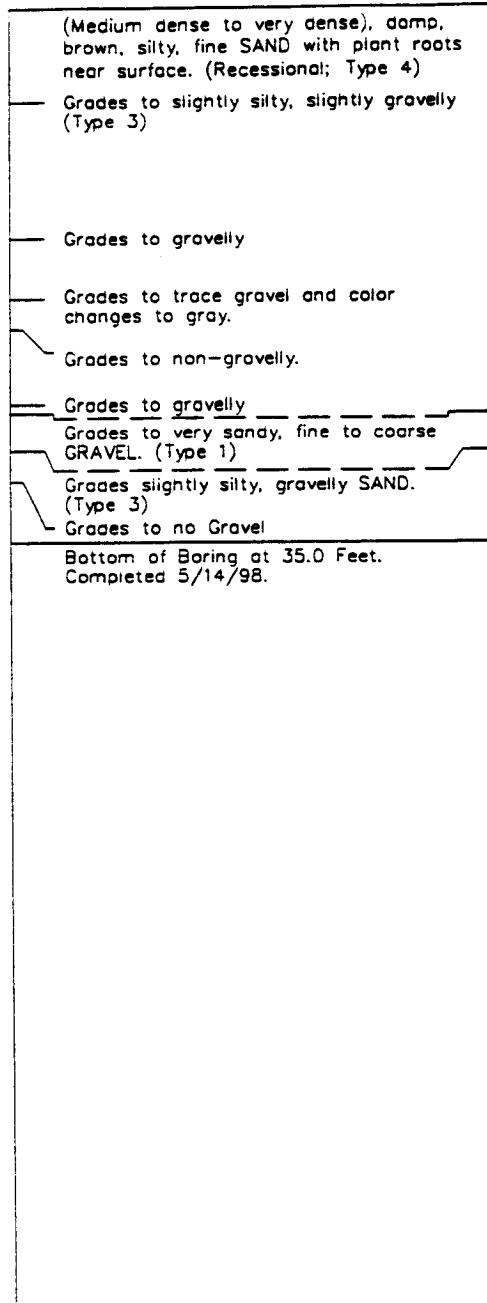 (Medium dense to very dense), damp,
brown, silty, fine SAND with plant roots
near surface. (Recessional; Type 4)
Grades to slightly silty, slightly gravelly
(Type 3)
Grades to gravelly
Grades to trace gravel and color
changes to gray.
Grades to non-gravelly.
Grades to gravelly
Grades to very sandy, fine to coarse
GRAVEL. (Type 1)
Grades slightly silty, gravelly SAND.
(Type 3)
Grades to no Gravel
Bottom of Boring at 35.0 Feet.
Completed 5/14/98.